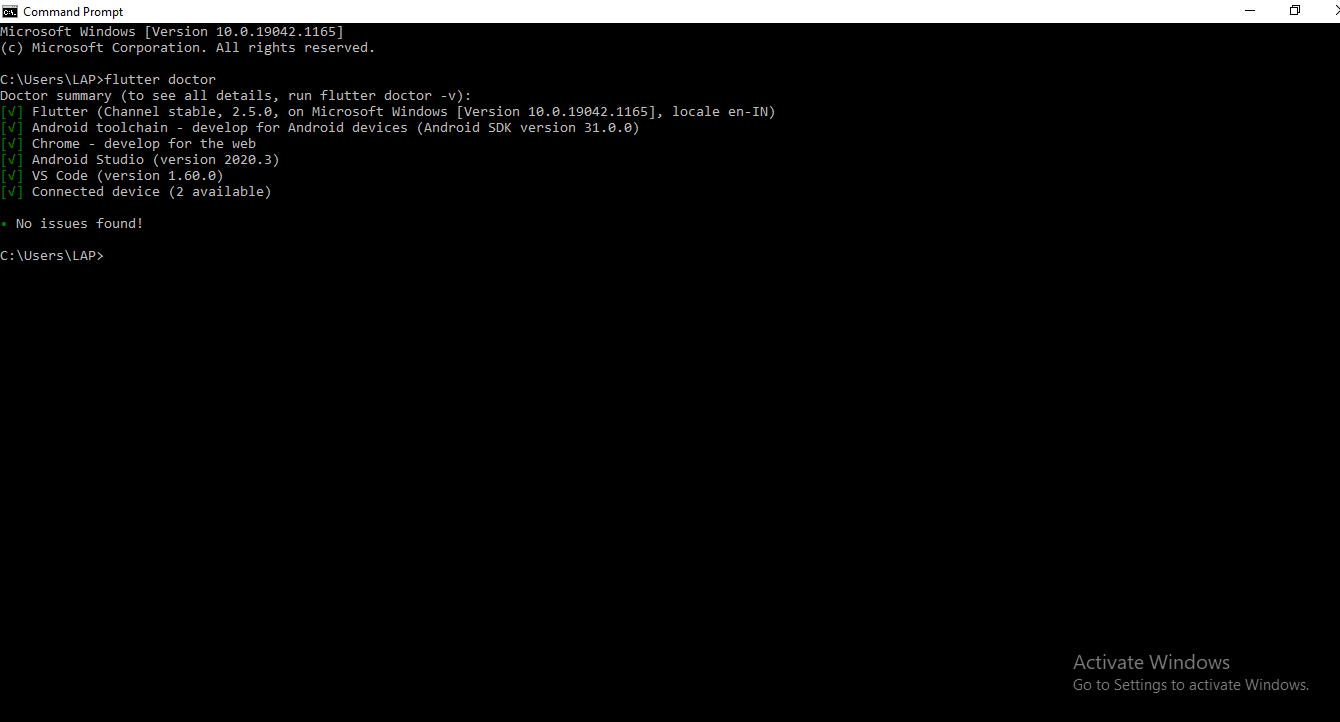 Command Prompt
Microsoft Windows [Version 10.0.19042.1165]
(c) Microsoft Corporation. All rights reserved.
C:\Users\LAP>flutter doctor
Doctor summary (to see all details, run flutter doctor -v):
[√] Flutter (Channel stable, 2.5.0, on Microsoft Windows [Version 10.0.19042.1165], locale en-IN)
[√] Android toolchain - develop for Android devices (Android SDK version 31.0.0)
[√] Chrome - develop for the web
[√] Android Studio (version 2020.3)
[√] VS Code (version 1.60.0)
[√] Connected device (2 available)
• No issues found!
C:\Users\LAP>
Activate Windows
Go to Settings to activate Windows.